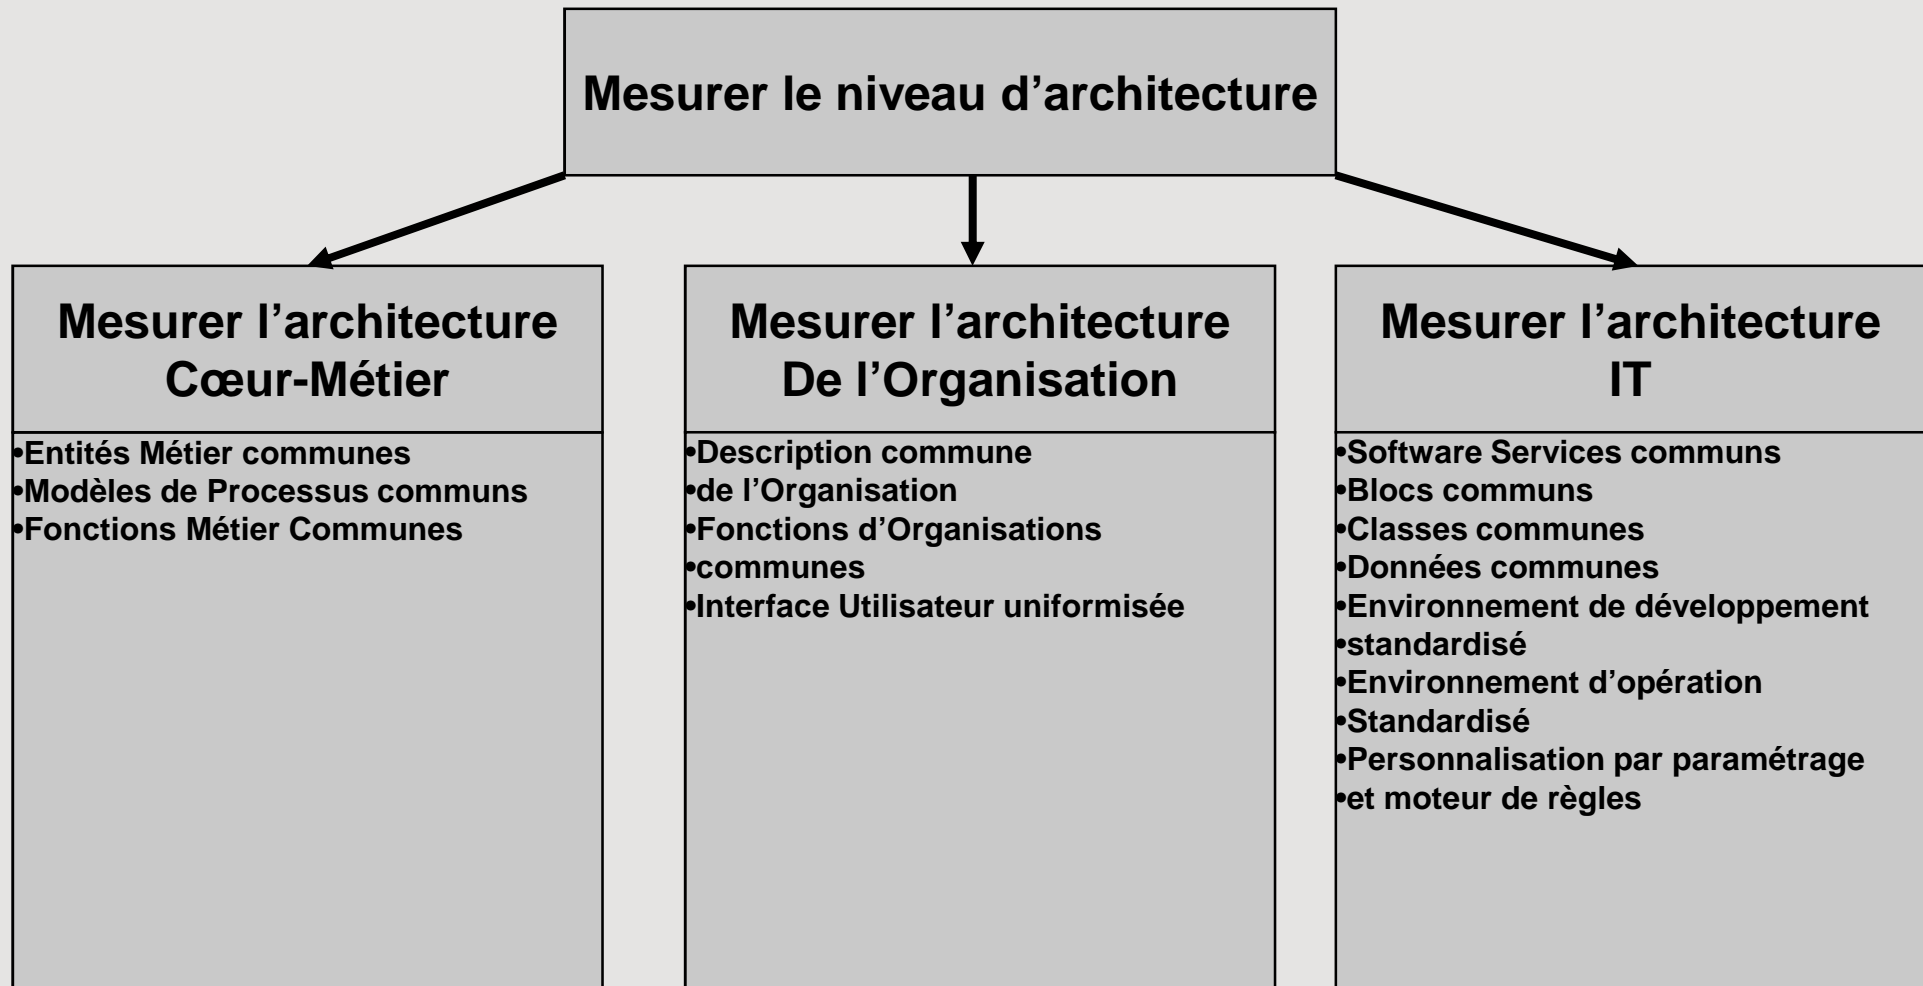 Mesurer le niveau d’architecture
Mesurer l’architecture
Cœur-Métier
•Entités Métier communes
•Modèles de Processus communs
•Fonctions Métier Communes
Mesurer l’architecture
De l’Organisation
•Description commune
•de l’Organisation
•Fonctions d’Organisations
•communes
•Interface Utilisateur uniformisée
Mesurer l’architecture
IT
•Software Services communs
•Blocs communs
•Classes communes
•Données communes
•Environnement de développement
•standardisé
•Environnement d’opération
•Standardisé
•Personnalisation par paramétrage
•et moteur de règles